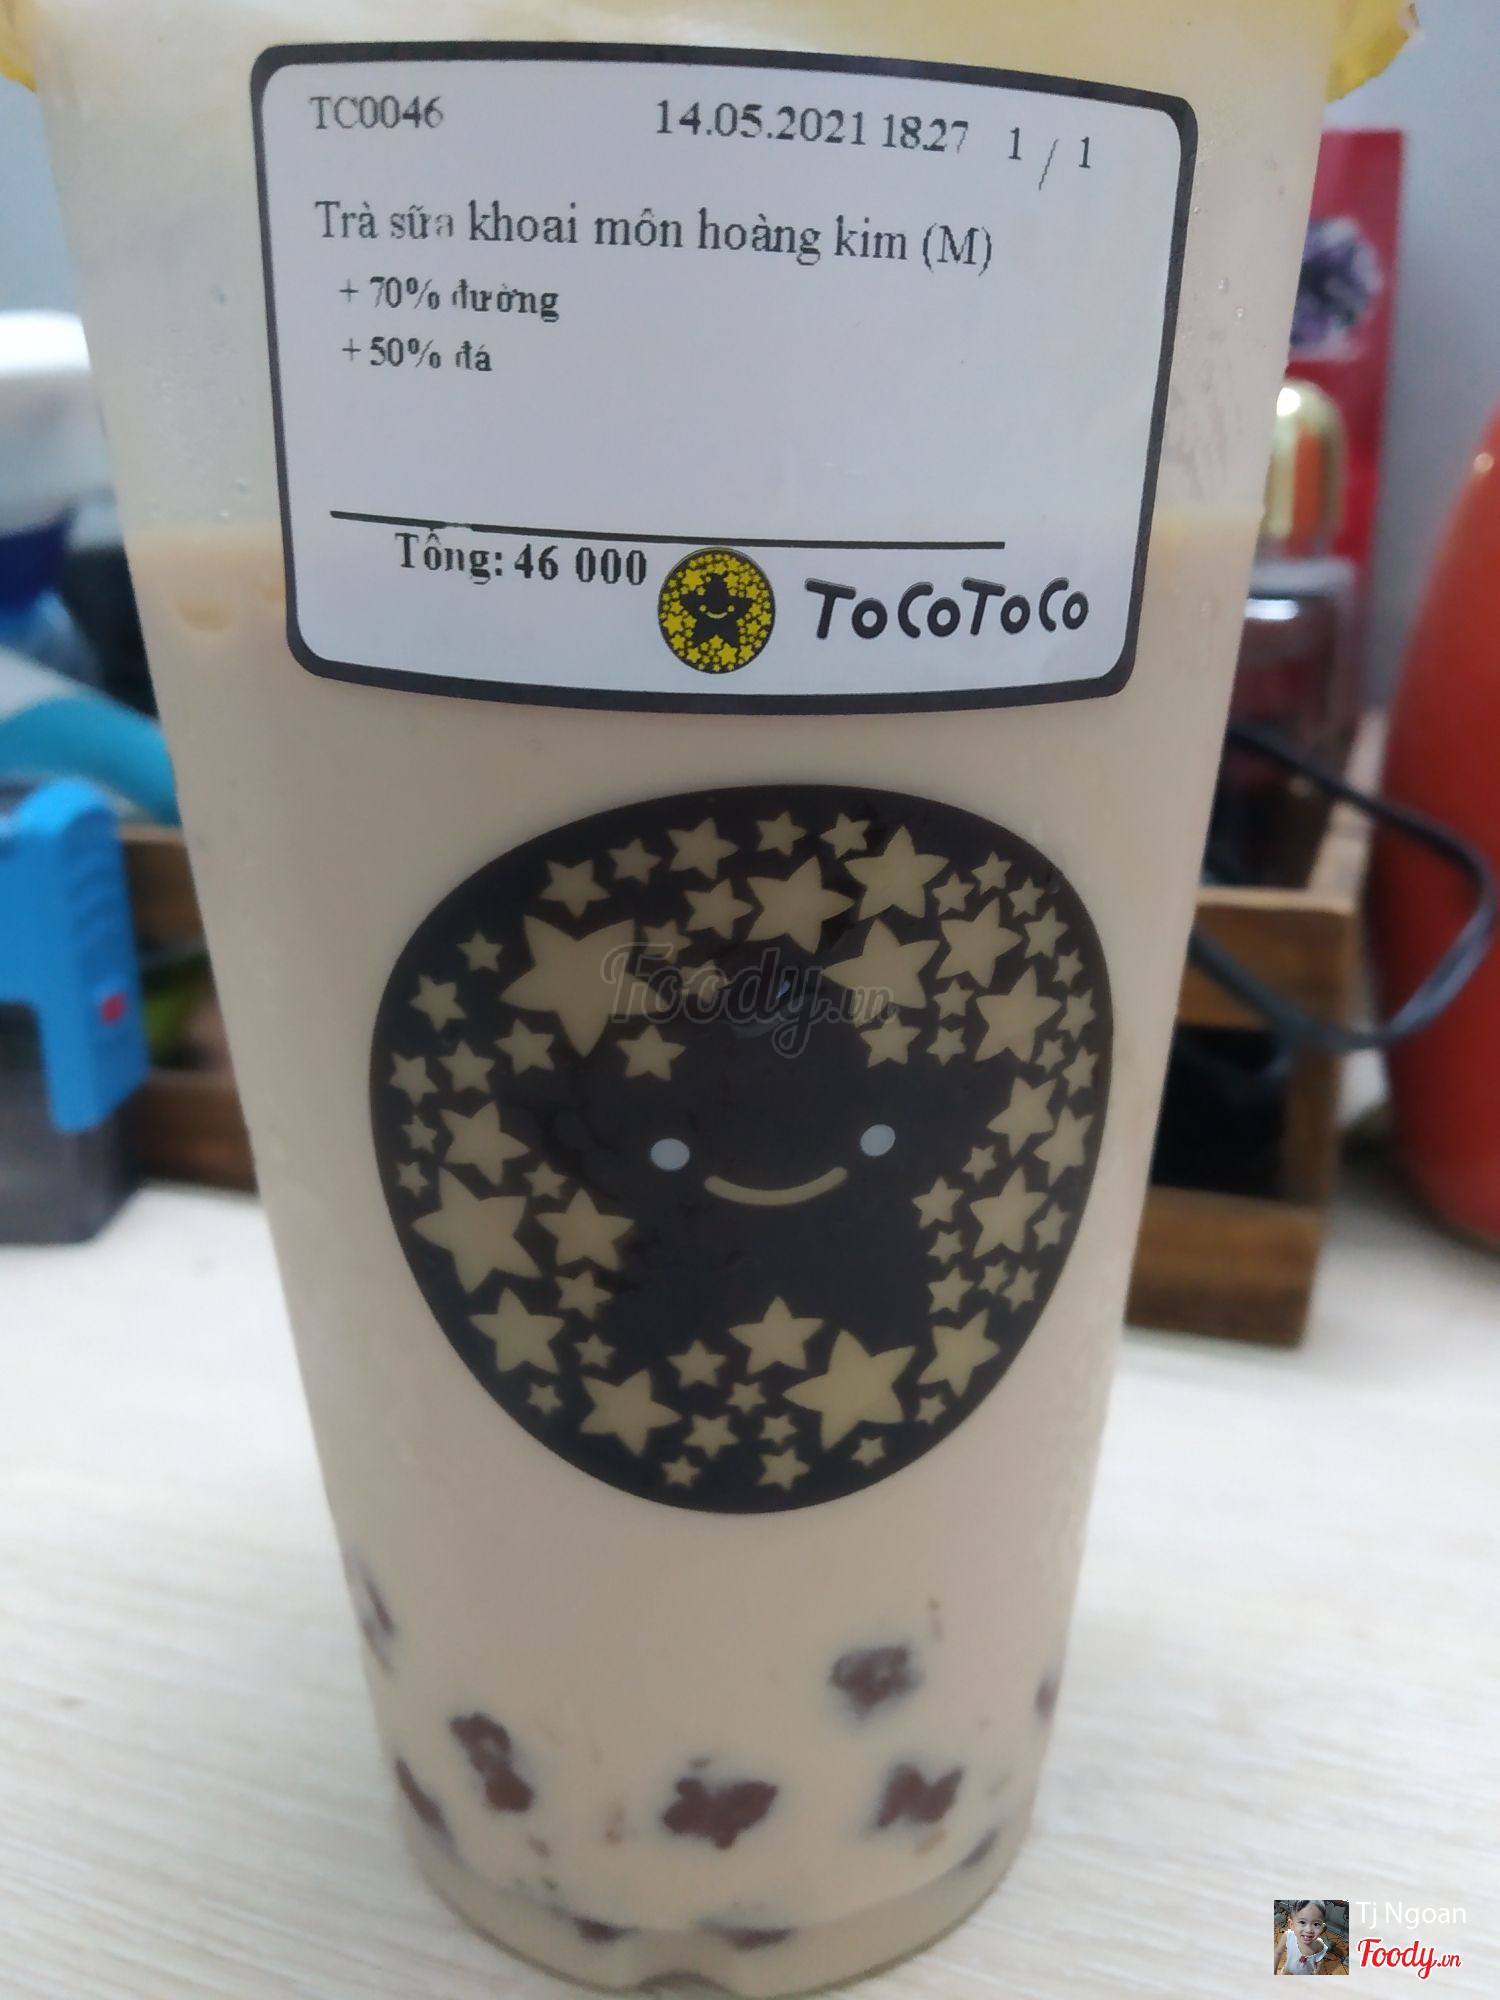 TC0046 14.05.2021 18:27 1 / 1
Trà sữa khoai môn hoàng kim (M)
+ 70% đường
+ 50% đá
Tổng: 46 000
ToCoToCo
Foody.vn
Tj Ngoan
Foody.vn